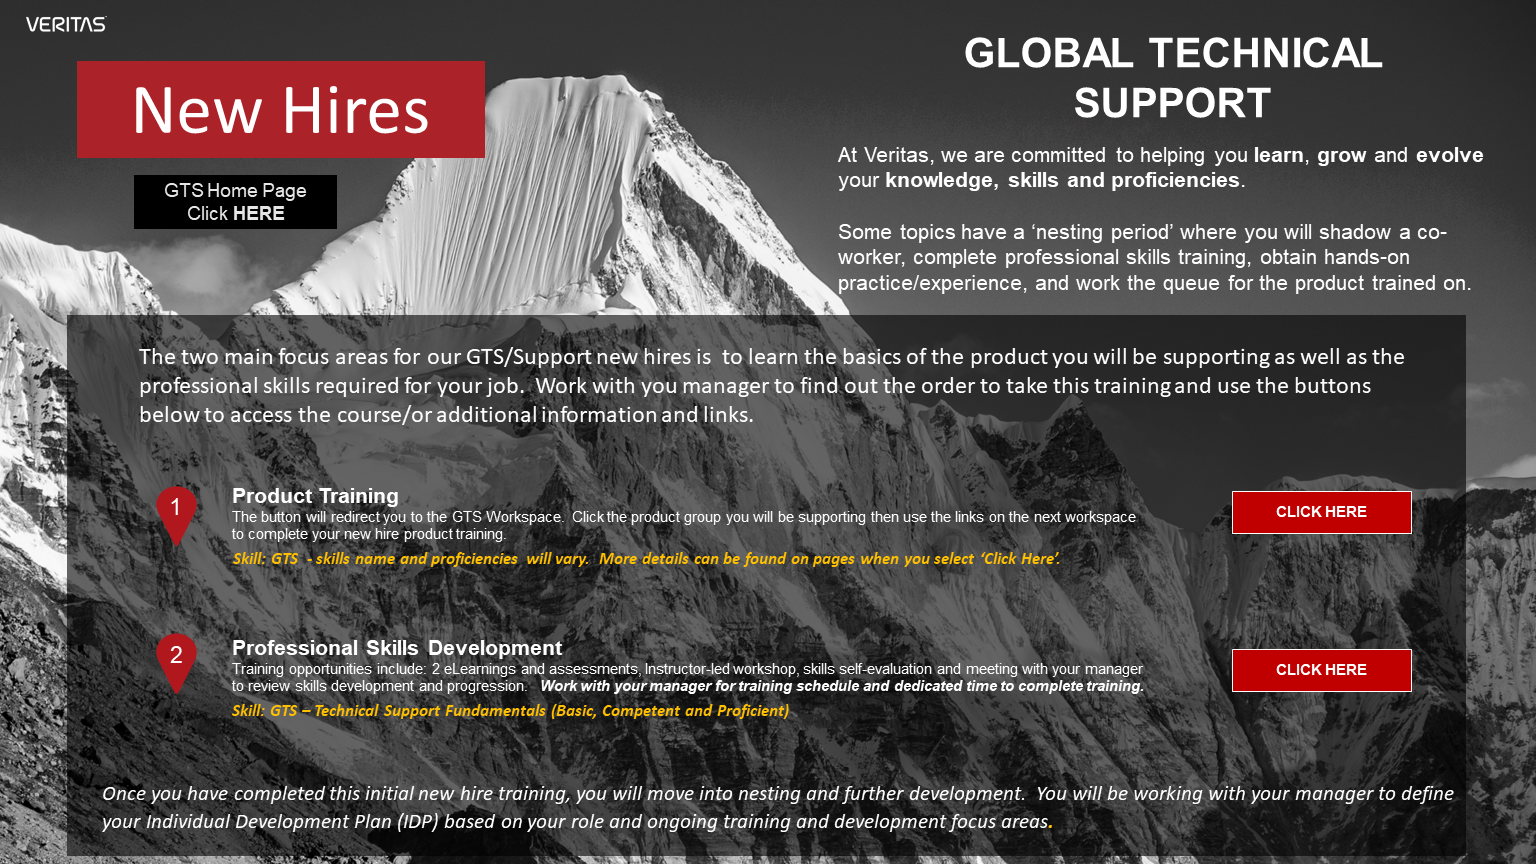 VERITAS
New Hires
GTS Home Page
Click HERE
GLOBAL TECHNICAL
SUPPORT
At Veritas, we are committed to helping you learn, grow and evolve
your knowledge, skills and proficiencies.
Some topics have a ‘nesting period’ where you will shadow a co-
worker, complete professional skills training, obtain hands-on
practice/experience, and work the queue for the product trained on.
The two main focus areas for our GTS/Support new hires is to learn the basics of the product you will be supporting as well as the
professional skills required for your job. Work with you manager to find out the order to take this training and use the buttons
below to access the course/or additional information and links.
1
Product Training
The button will redirect you to the GTS Workspace. Click the product group you will be supporting then use the links on the next workspace
to complete your new hire product training.
Skill: GTS - skills name and proficiencies will vary. More details can be found on pages when you select ‘Click Here’.
CLICK HERE
2
Professional Skills Development
Training opportunities include: 2 eLearnings and assessments, Instructor-led workshop, skills self-evaluation and meeting with your manager
to review skills development and progression. Work with your manager for training schedule and dedicated time to complete training.
Skill: GTS – Technical Support Fundamentals (Basic, Competent and Proficient)
CLICK HERE
Once you have completed this initial new hire training, you will move into nesting and further development. You will be working with your manager to define
your Individual Development Plan (IDP) based on your role and ongoing training and development focus areas.